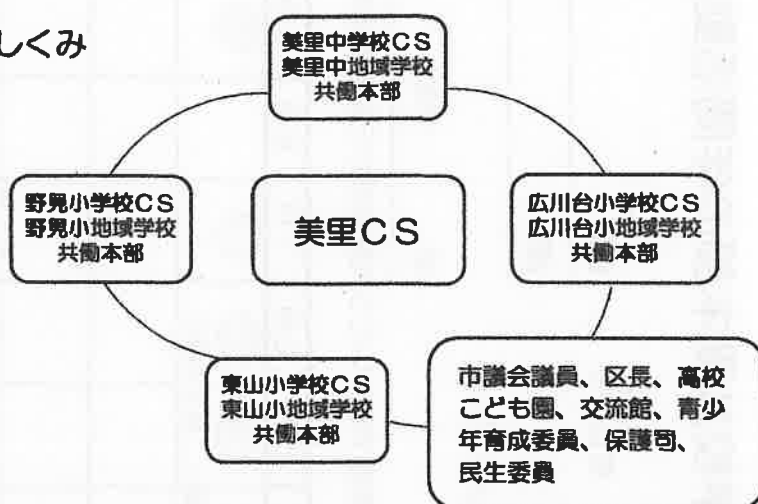 しくみ
美里中学校CS
美里中地域学校
共働本部
野見小学校CS
野見小地域学校
共働本部
美里CS
広川台小学校CS
広川台小地域学校
共働本部
東山小学校CS
東山小地域学校
共働本部
市議会議員、区長、高校
こども園、交流館、青少
年育成委員、保護司、
民生委員